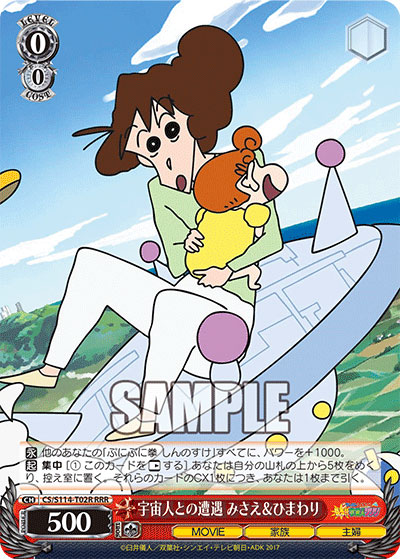 LEVEL
0
0
COST
SAMPLE
永 他のあなたの「ぷにぷに拳 しんのすけ」すべてに、パワーを+1000。
起 集中 [① このカードを する] あなたは自分の山札の上から5枚をめくり、控え室に置く。それらのカードのCX1枚につき、あなたは1枚まで引く。
CH CS/S114-T02R RRR
POWER 500
宇宙人との遭遇 みさえ&ひまわり
MOVIE 家族 主婦
©臼井儀人/双葉社・シンエイ・テレビ朝日・ADK 2017